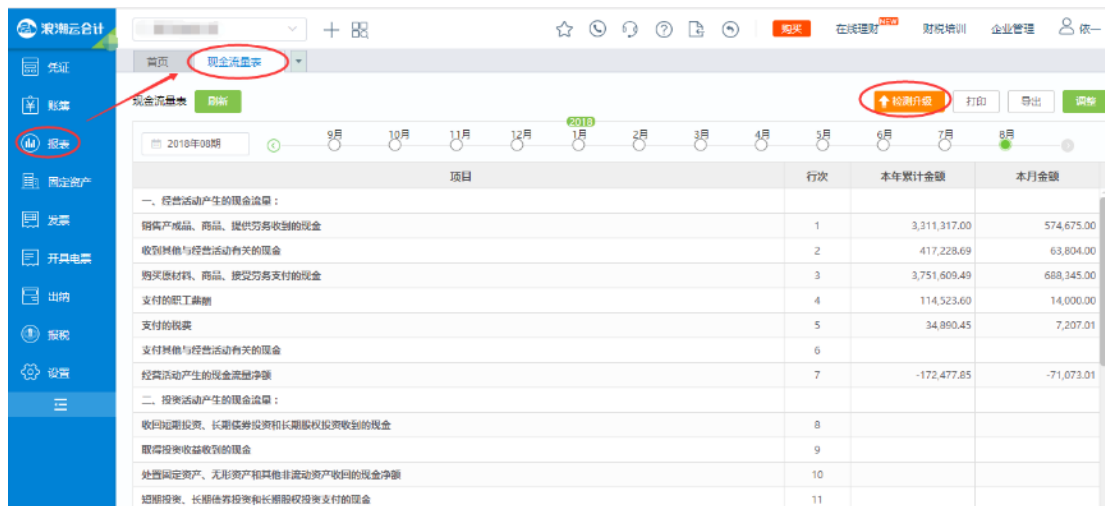 浪潮云会计
购买 在线理财 NEW 财税培训 企业管理 依一
凭证
账簿
报表
固定资产
发票
开具电票
出纳
报税
设置
首页 现金流量表
现金流量表 刷新 检测升级 打印 导出 调整
2018年08期 9月 10月 11月 12月 2018 1月 2月 3月 4月 5月 6月 7月 8月
项目 行次 本年累计金额 本月金额
一、经营活动产生的现金流量：
销售产成品、商品、提供劳务收到的现金 1 3,311,317.00 574,675.00
收到其他与经营活动有关的现金 2 417,228.69 63,804.00
购买原材料、商品、接受劳务支付的现金 3 3,751,609.49 688,345.00
支付的职工薪酬 4 114,523.60 14,000.00
支付的税费 5 34,890.45 7,207.01
支付其他与经营活动有关的现金 6
经营活动产生的现金流量净额 7 -172,477.85 -71,073.01
二、投资活动产生的现金流量：
收回短期投资、长期债券投资和长期股权投资收到的现金 8
取得投资收益收到的现金 9
处置固定资产、无形资产和其他非流动资产收回的现金净额 10
短期投资、长期债券投资和长期股权投资支付的现金 11